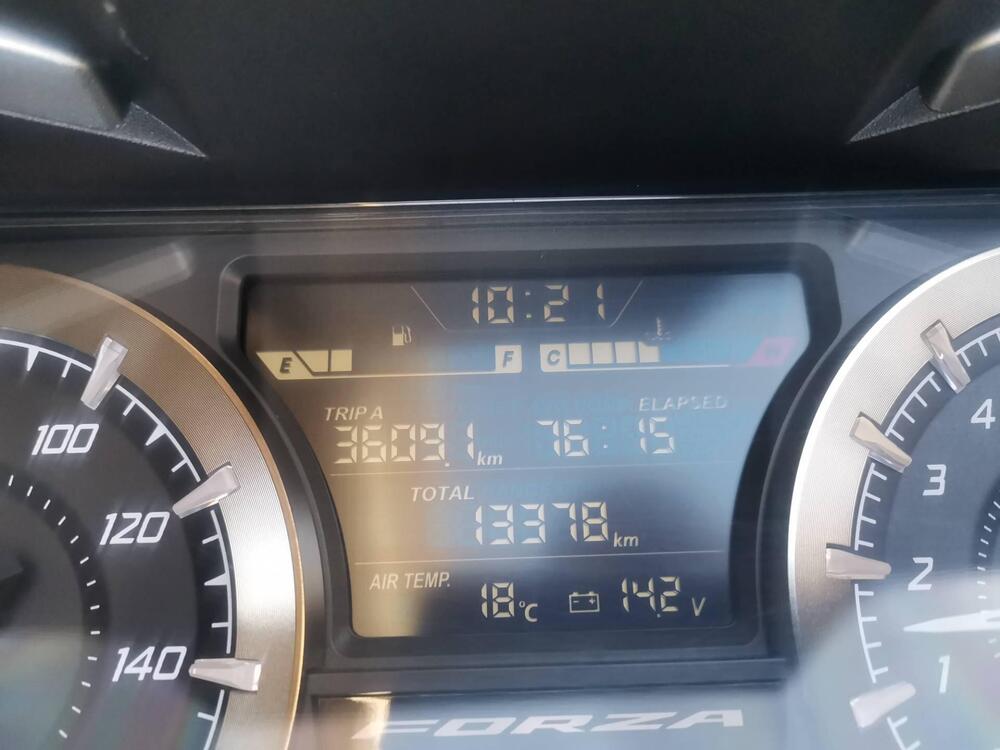 10:21
E F C H
TRIP A ELAPSED
3609.1 km 76:15
TOTAL
13378 km
AIR TEMP.
18°C 14.2 V
100
120
140
4
3
2
1
FORZA